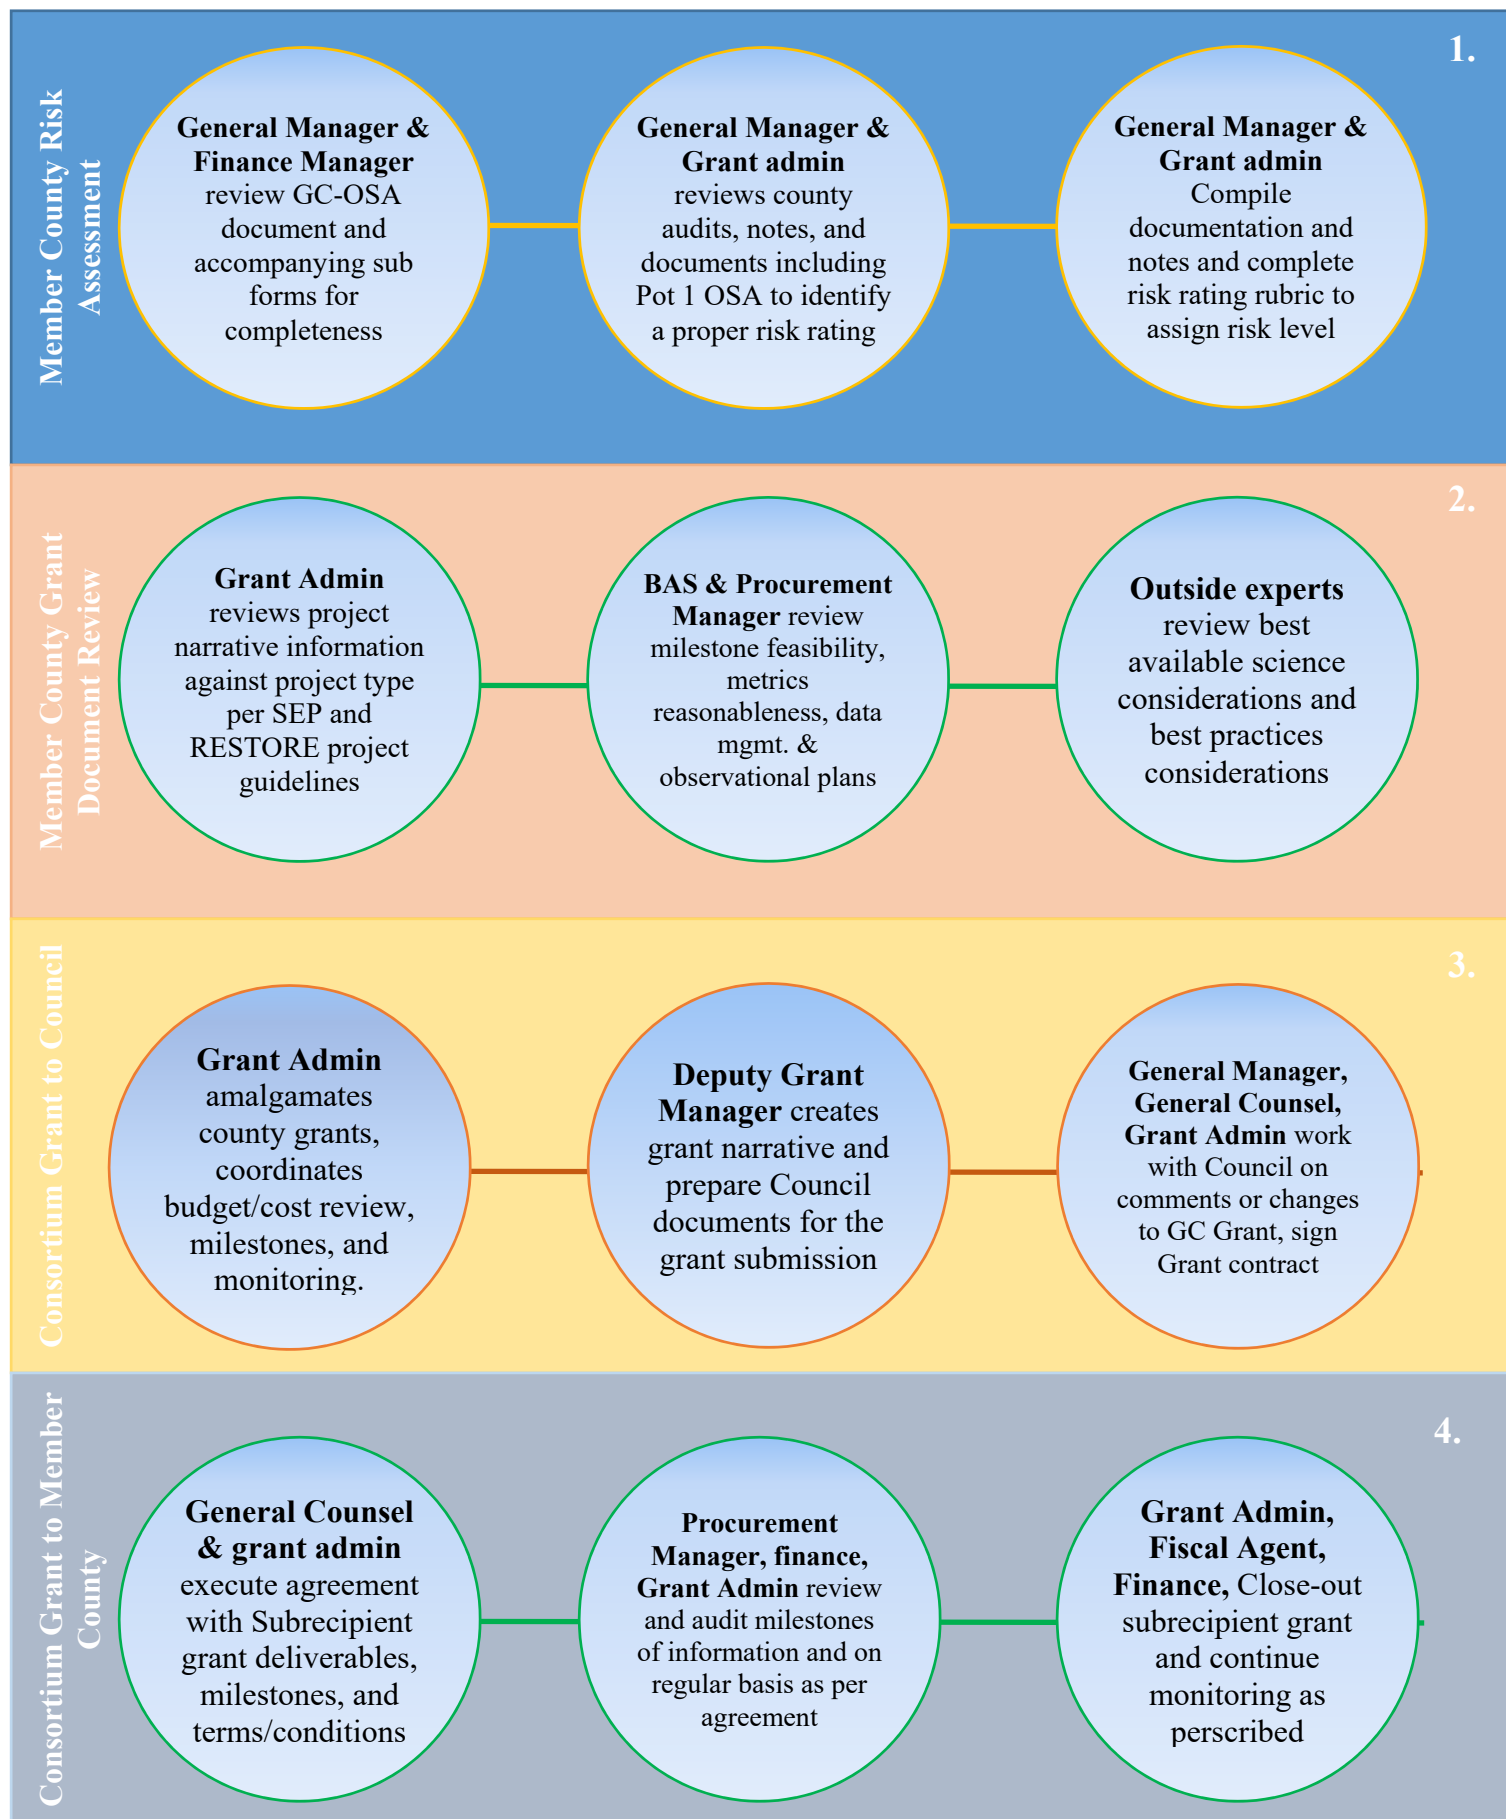 1.
Member County Risk
Assessment
General Manager &
Finance Manager
review GC-OSA
document and
accompanying sub
forms for
completeness
General Manager &
Grant admin
reviews county
audits, notes, and
documents including
Pot 1 OSA to identify
a proper risk rating
General Manager &
Grant admin
Compile
documentation and
notes and complete
risk rating rubric to
assign risk level
2.
Member County Grant
Document Review
Grant Admin
reviews project
narrative information
against project type
per SEP and
RESTORE project
guidelines
BAS & Procurement
Manager review
milestone feasibility,
metrics
reasonableness, data
mgmt. &
observational plans
Outside experts
review best
available science
considerations and
best practices
considerations
3.
Consortium Grant to Council
Grant Admin
amalgamates
county grants,
coordinates
budget/cost review,
milestones, and
monitoring.
Deputy Grant
Manager creates
grant narrative and
prepare Council
documents for the
grant submission
General Manager,
General Counsel,
Grant Admin work
with Council on
comments or changes
to GC Grant, sign
Grant contract
4.
Consortium Grant to Member
County
General Counsel
& grant admin
execute agreement
with Subrecipient
grant deliverables,
milestones, and
terms/conditions
Procurement
Manager, finance,
Grant Admin review
and audit milestones
of information and on
regular basis as per
agreement
Grant Admin,
Fiscal Agent,
Finance, Close-out
subrecipient grant
and continue
monitoring as
perscribed